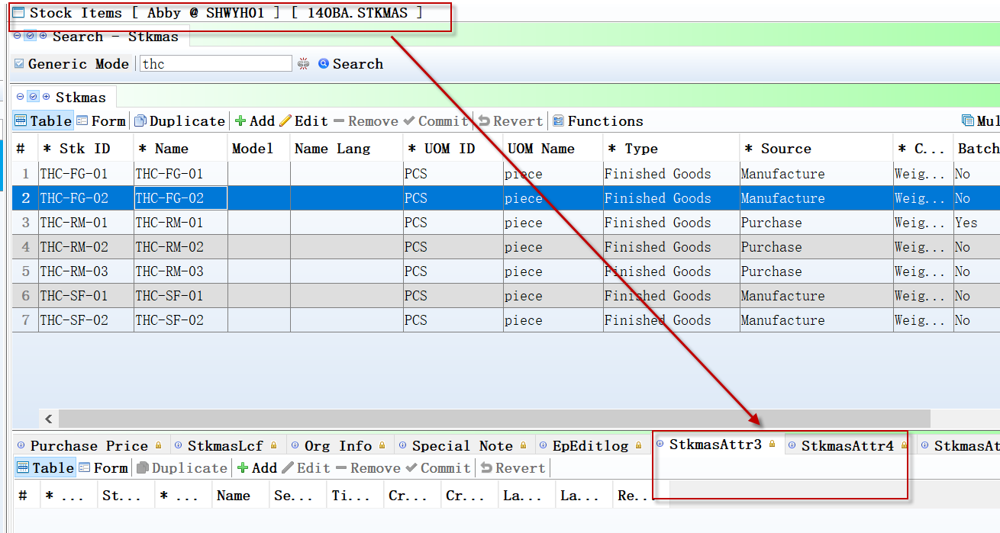 Stock Items [ Abby @ SHWYH01 ] [ 140BA.STKMAS ]
Search - Stkmas
Generic Mode thc Search
Stkmas
Table Form Duplicate Add Edit Remove Commit Revert Functions Mul
# * Stk ID * Name Model Name Lang * UOM ID UOM Name * Type * Source * C... Batch
1 THC-FG-01 THC-FG-01 PCS piece Finished Goods Manufacture Weig... No
2 THC-FG-02 THC-FG-02 PCS piece Finished Goods Manufacture Weig... No
3 THC-RM-01 THC-RM-01 PCS piece Finished Goods Purchase Weig... Yes
4 THC-RM-02 THC-RM-02 PCS piece Finished Goods Purchase Weig... No
5 THC-RM-03 THC-RM-03 PCS piece Finished Goods Purchase Weig... No
6 THC-SF-01 THC-SF-01 PCS piece Finished Goods Manufacture Weig... No
7 THC-SF-02 THC-SF-02 PCS piece Finished Goods Manufacture Weig... No
Purchase Price StkmasLcf Org Info Special Note EpEditlog StkmasAttr3 StkmasAttr4 StkmasAt
Table Form Duplicate Add Edit Remove Commit Revert
# * ... St... * ... Name Se... Ti... Cr... Cr... La... La... Re...